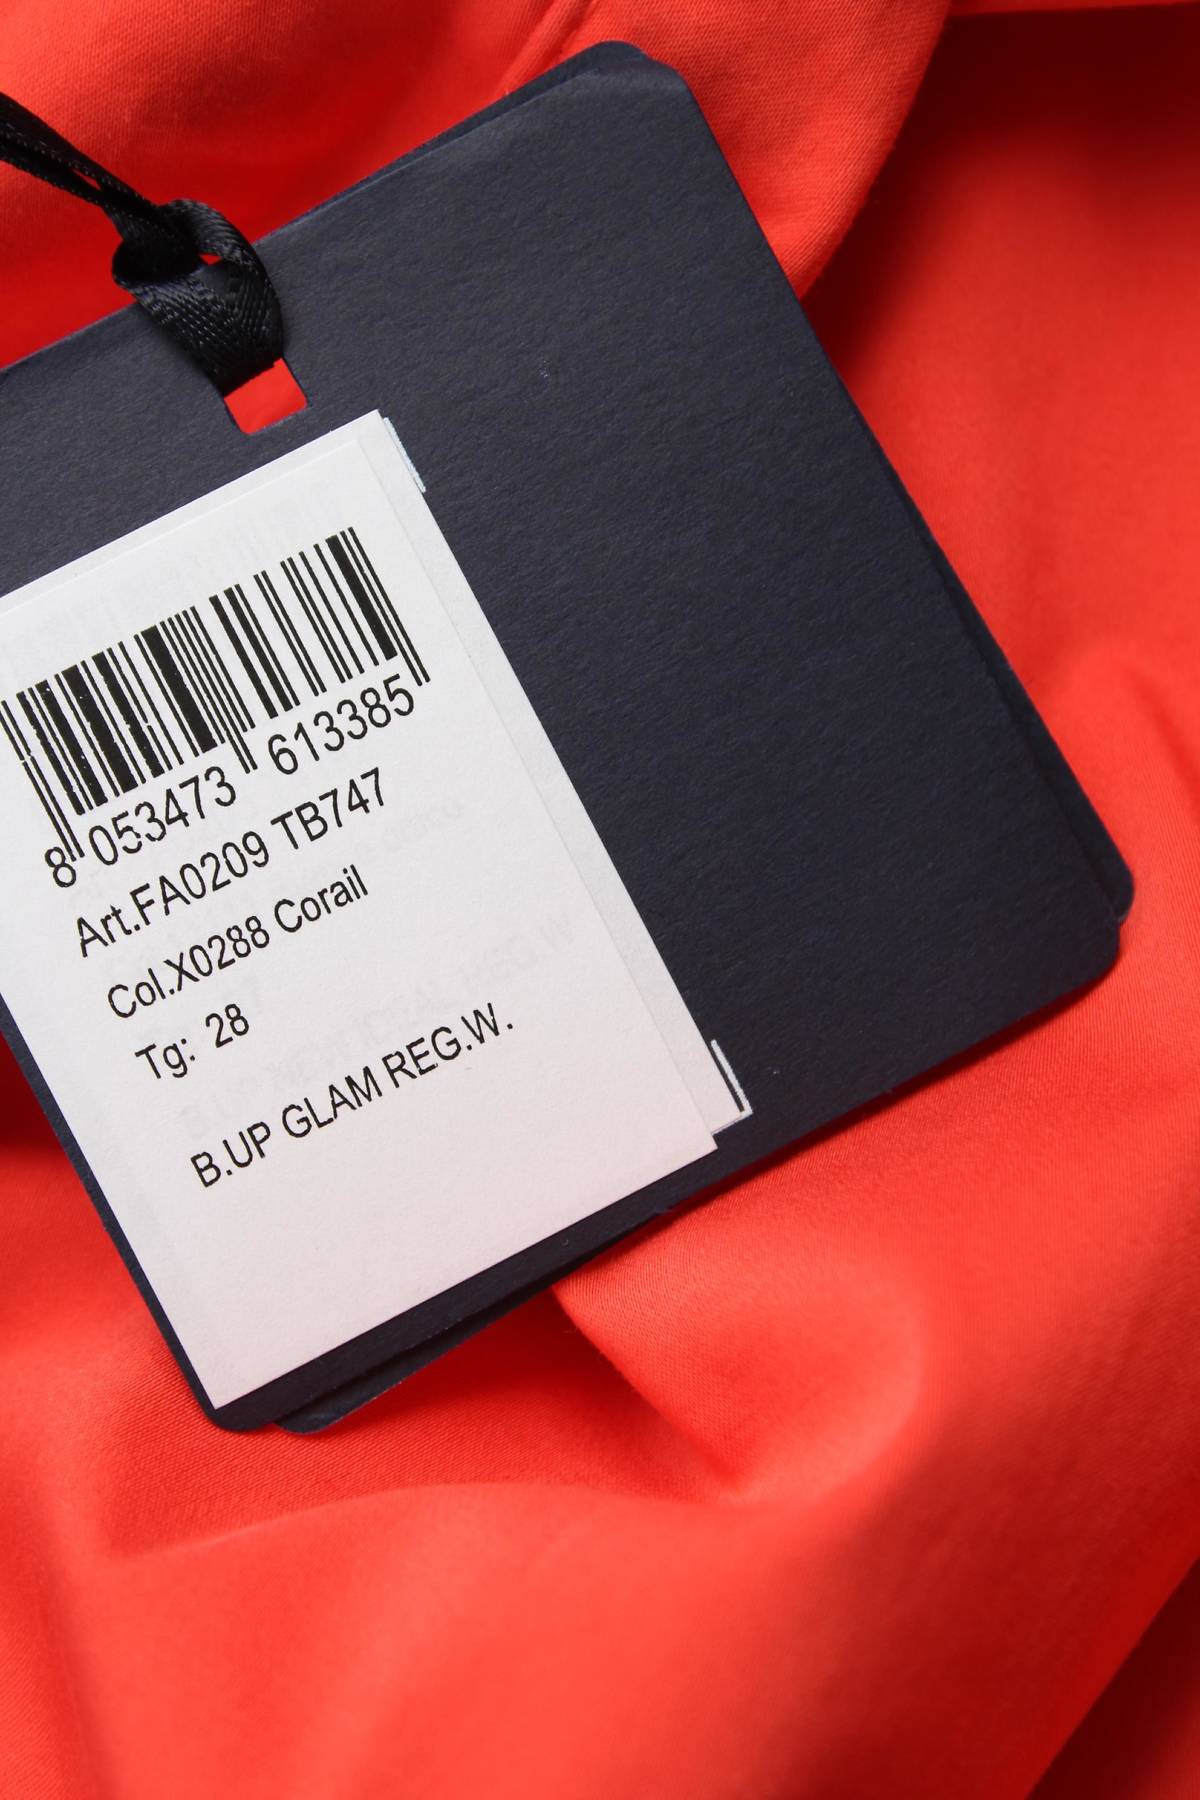 8 053473 613385
Art.FA0209 TB747
Col.X0288 Corail
Tg: 28
B.UP GLAM REG.W.